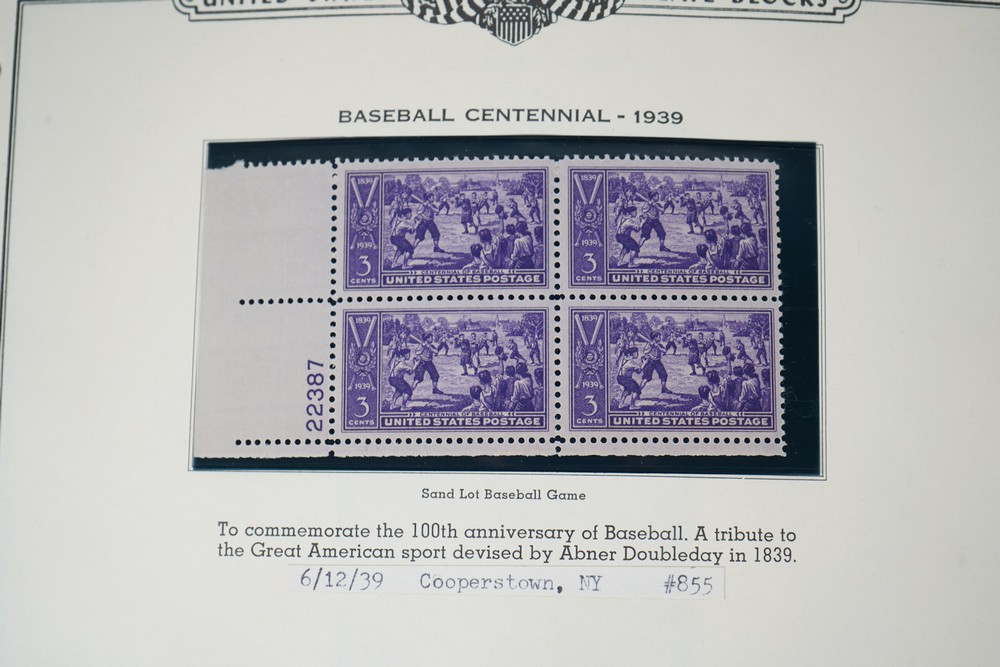 UNITED
BLOCKS
BASEBALL CENTENNIAL - 1939
1839
1939
3
CENTS
CENTENNIAL OF BASEBALL
UNITED STATES POSTAGE
1839
1939
3
CENTS
CENTENNIAL OF BASEBALL
UNITED STATES POSTAGE
22387
1839
1939
3
CENTS
CENTENNIAL OF BASEBALL
UNITED STATES POSTAGE
1839
1939
3
CENTS
CENTENNIAL OF BASEBALL
UNITED STATES POSTAGE
Sand Lot Baseball Game
To commemorate the 100th anniversary of Baseball. A tribute to
the Great American sport devised by Abner Doubleday in 1839.
6/12/39 Cooperstown, NY #855